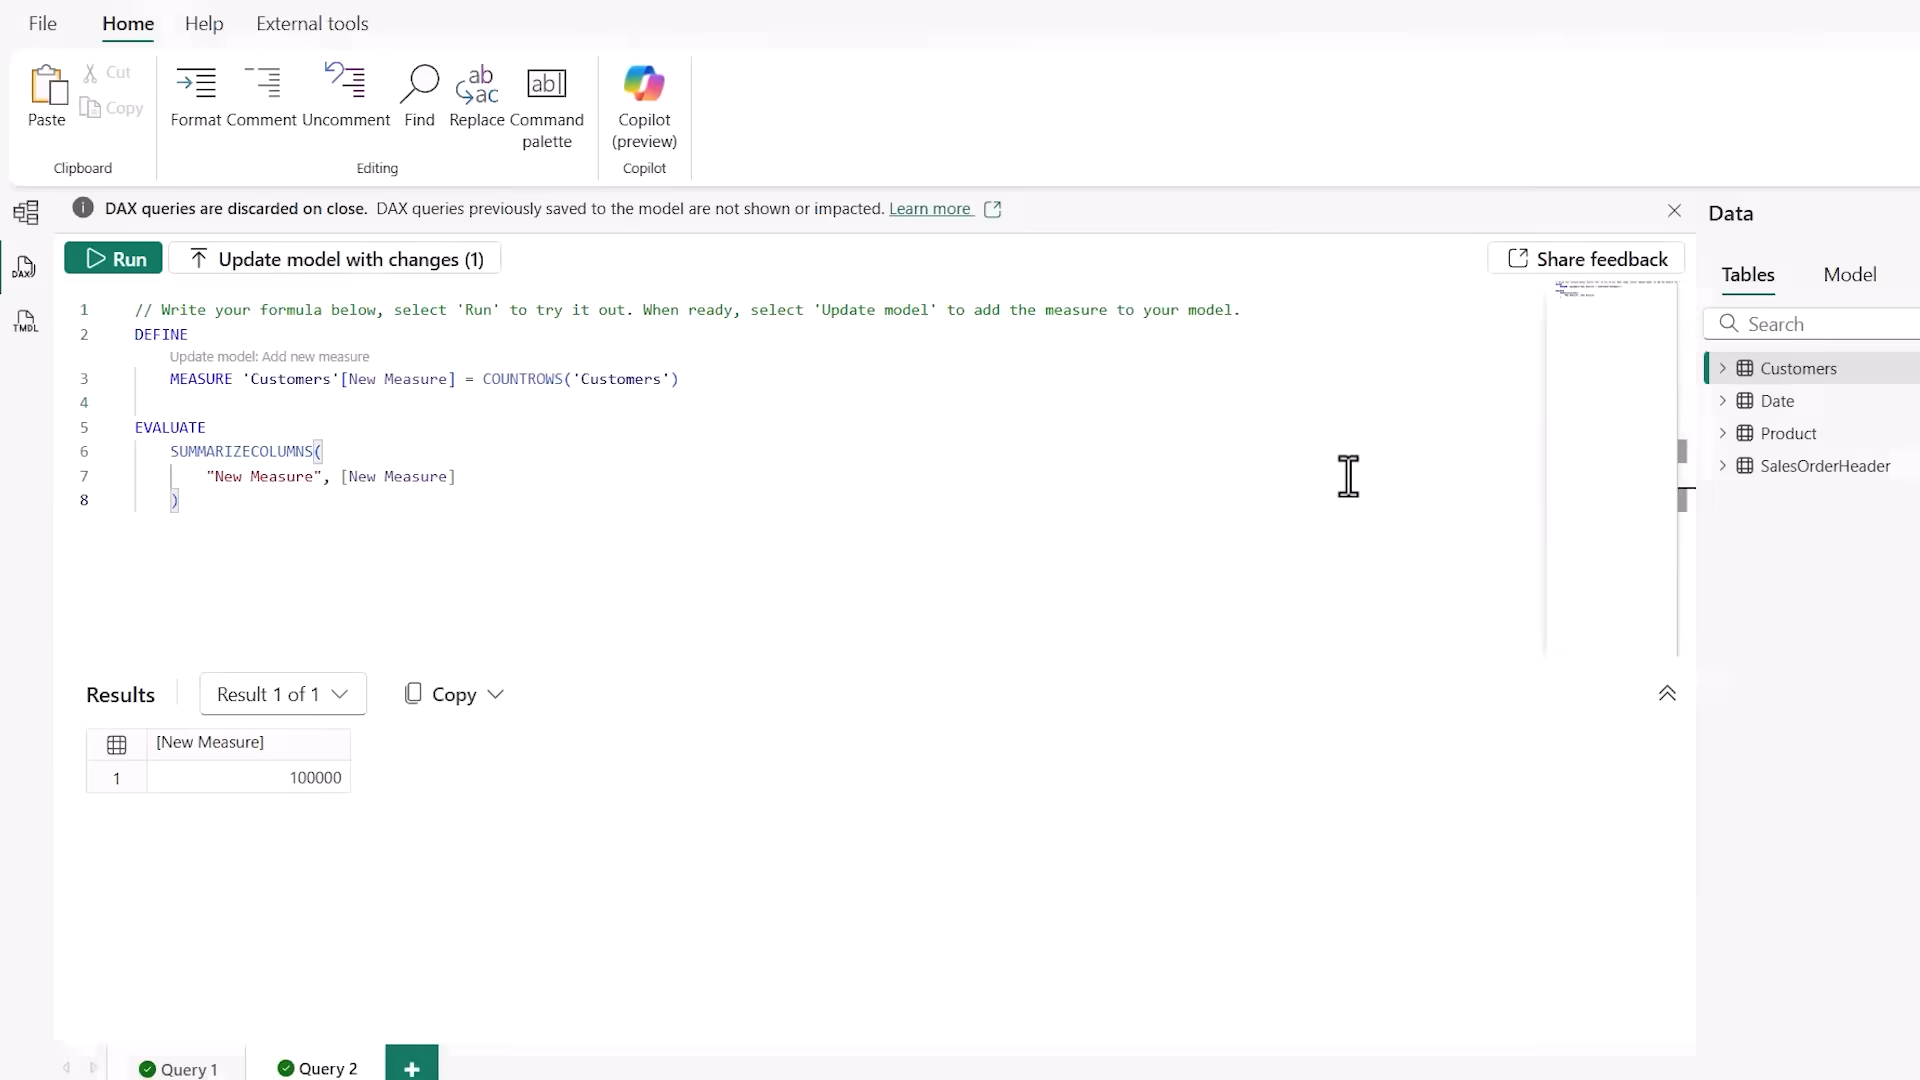 File Home Help External tools
Cut
Copy
Paste
Format Comment Uncomment Find Replace Command palette
Copilot (preview)
Clipboard Editing Copilot
DAX queries are discarded on close. DAX queries previously saved to the model are not shown or impacted. Learn more
Data
Run Update model with changes (1) Share feedback
Tables Model
DAX
TMDL
Search
Customers
Date
Product
SalesOrderHeader
1 // Write your formula below, select 'Run' to try it out. When ready, select 'Update model' to add the measure to your model.
2 DEFINE
Update model: Add new measure
3 MEASURE 'Customers'[New Measure] = COUNTROWS('Customers')
4
5 EVALUATE
6 SUMMARIZECOLUMNS(
7 "New Measure", [New Measure]
8 )
Results Result 1 of 1 Copy
[New Measure]
1 100000
Query 1 Query 2 +